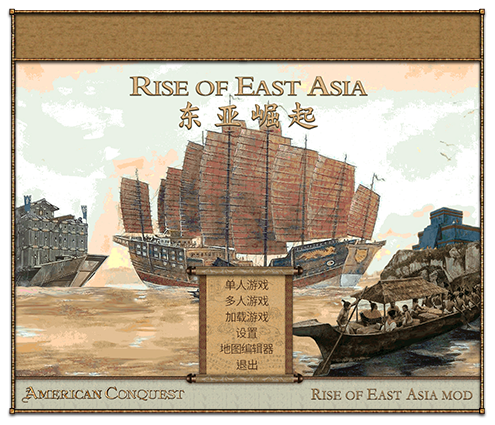 RISE OF EAST ASIA
东亚崛起
单人游戏
多人游戏
加载游戏
设置
地图编辑器
退出
AMERICAN CONQUEST
RISE OF EAST ASIA MOD